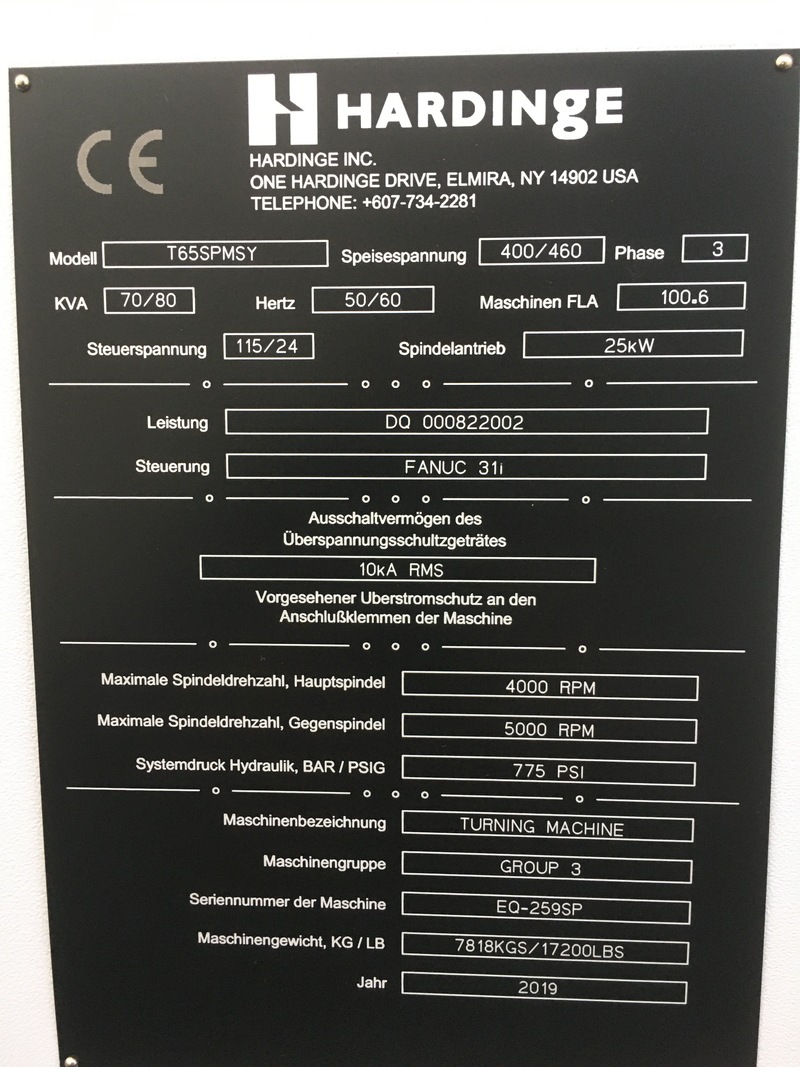 CE
H HARDINgE
HARDINGE INC.
ONE HARDINGE DRIVE, ELMIRA, NY 14902 USA
TELEPHONE: +607-734-2281
Modell T65SPMSY Speisespannung 400/460 Phase 3
KVA 70/80 Hertz 50/60 Maschinen FLA 100.6
Steuerspannung 115/24 Spindelantrieb 25kW
Leistung DQ 000822002
Steuerung FANUC 31i
Ausschaltvermögen des
Überspannungsschultzgeträtes
10kA RMS
Vorgesehener Uberstromschutz an den
Anschlußklemmen der Maschine
Maximale Spindeldrehzahl, Hauptspindel 4000 RPM
Maximale Spindeldrehzahl, Gegenspindel 5000 RPM
Systemdruck Hydraulik, BAR / PSIG 775 PSI
Maschinenbezeichnung TURNING MACHINE
Maschinengruppe GROUP 3
Seriennummer der Maschine EQ-259SP
Maschinengewicht, KG / LB 7818KGS/17200LBS
Jahr 2019